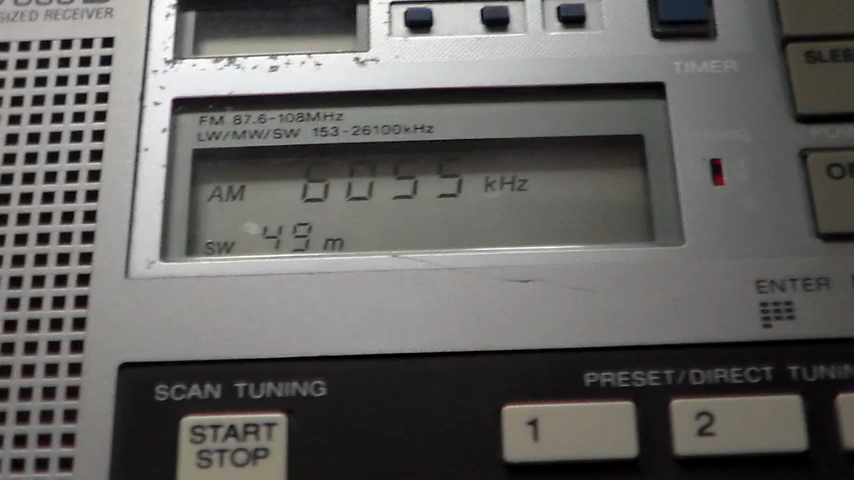 SIZED RECEIVER
TIMER
SLEE
FM 87.6-108MHz
LW/MW/SW 153-26100kHz
AM 6055 kHz
SW 49 m
ENTER
SCAN TUNING
START
STOP
PRESET/DIRECT TUNIN
1
2